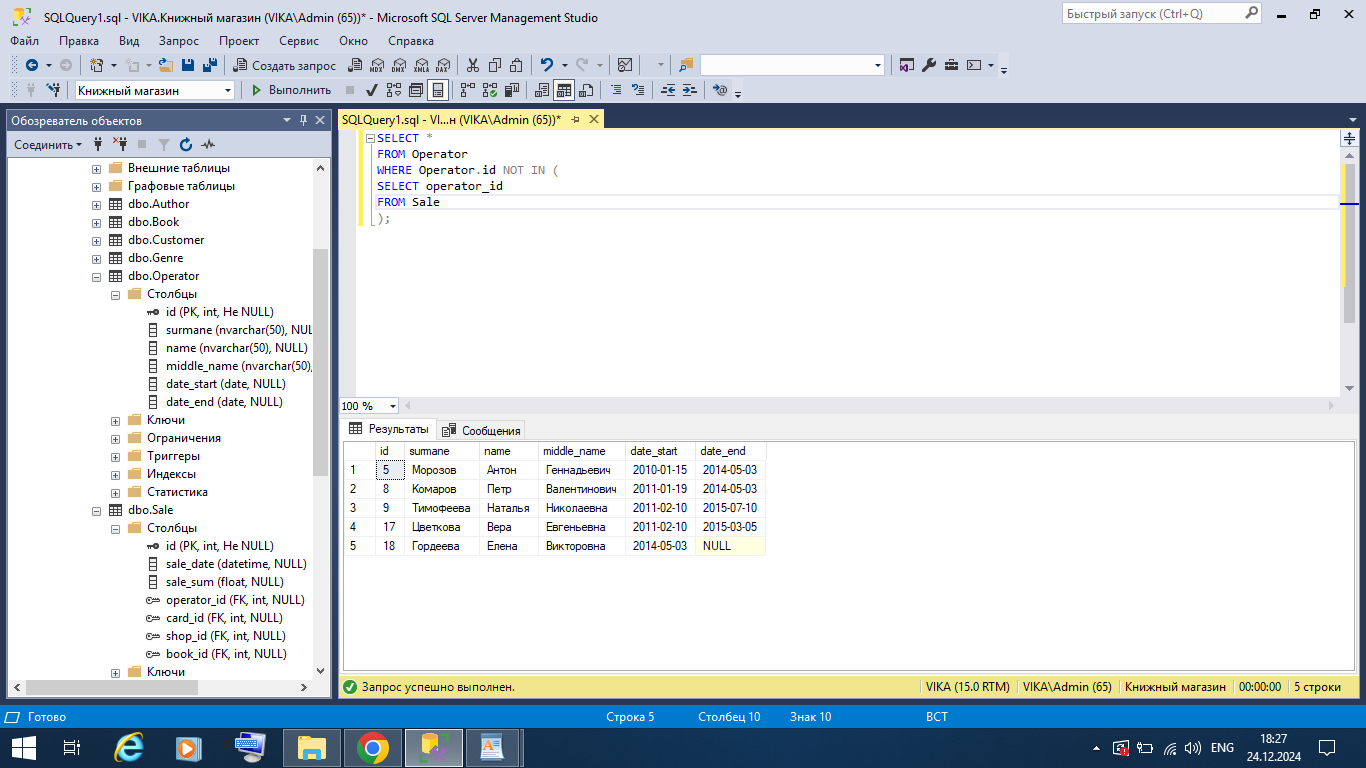 SQLQuery1.sql - VIKA.Книжный магазин (VIKA\Admin (65))* - Microsoft SQL Server Management Studio
Быстрый запуск (Ctrl+Q)
Файл Правка Вид Запрос Проект Сервис Окно Справка
Создать запрос MDX DMX XMLA DAX
Книжный магазин Выполнить
Обозреватель объектов
Соединить
Внешние таблицы
Графовые таблицы
dbo.Author
dbo.Book
dbo.Customer
dbo.Genre
dbo.Operator
Столбцы
id (PK, int, Не NULL)
surmane (nvarchar(50), NUL
name (nvarchar(50), NULL)
middle_name (nvarchar(50),
date_start (date, NULL)
date_end (date, NULL)
Ключи
Ограничения
Триггеры
Индексы
Статистика
dbo.Sale
Столбцы
id (PK, int, Не NULL)
sale_date (datetime, NULL)
sale_sum (float, NULL)
operator_id (FK, int, NULL)
card_id (FK, int, NULL)
shop_id (FK, int, NULL)
book_id (FK, int, NULL)
Ключи
SQLQuery1.sql - VI...н (VIKA\Admin (65))*
SELECT *
FROM Operator
WHERE Operator.id NOT IN (
SELECT operator_id
FROM Sale
);
100 %
Результаты Сообщения
id surmane name middle_name date_start date_end
1 5 Морозов Антон Геннадьевич 2010-01-15 2014-05-03
2 8 Комаров Петр Валентинович 2011-01-19 2014-05-03
3 9 Тимофеева Наталья Николаевна 2011-02-10 2015-07-10
4 17 Цветкова Вера Евгеньевна 2011-02-10 2015-03-05
5 18 Гордеева Елена Викторовна 2014-05-03 NULL
Запрос успешно выполнен. VIKA (15.0 RTM) VIKA\Admin (65) Книжный магазин 00:00:00 5 строки
Готово Строка 5 Столбец 10 Знак 10 ВСТ
ENG 18:27
24.12.2024